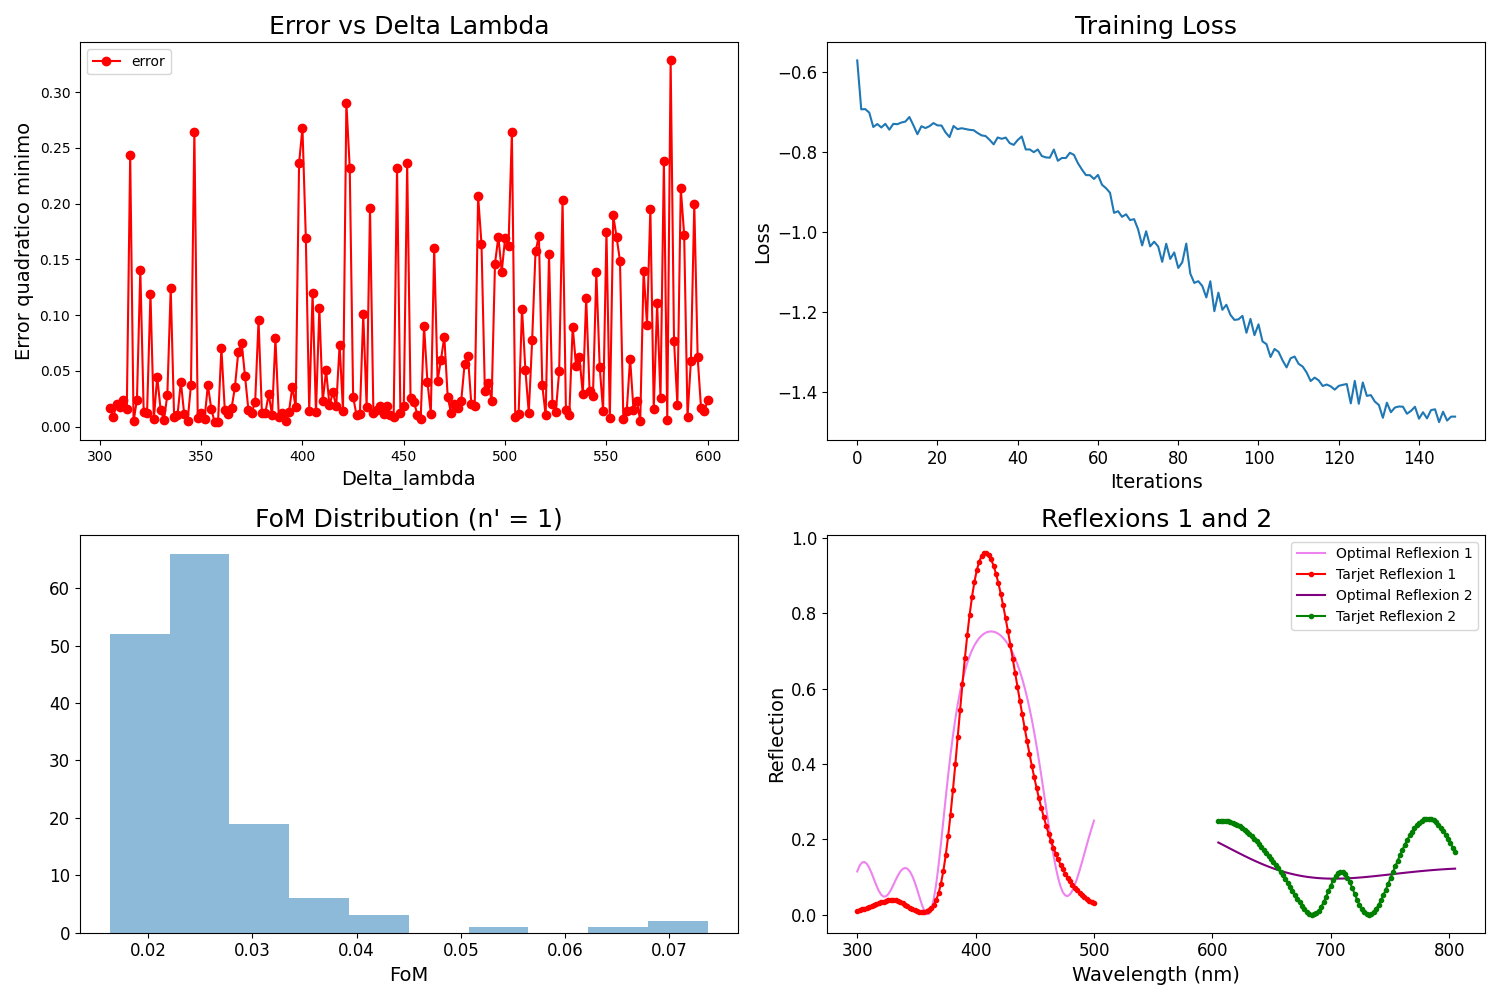 Error vs Delta Lambda
error
0.30
0.25
0.20
0.15
0.10
0.05
0.00
Error quadratico minimo
300 350 400 450 500 550 600
Delta_lambda
Training Loss
−0.6
−0.8
−1.0
−1.2
−1.4
Loss
0 20 40 60 80 100 120 140
Iterations
FoM Distribution (n' = 1)
60
50
40
30
20
10
0
0.02 0.03 0.04 0.05 0.06 0.07
FoM
Reflexions 1 and 2
Optimal Reflexion 1
Tarjet Reflexion 1
Optimal Reflexion 2
Tarjet Reflexion 2
1.0
0.8
0.6
0.4
0.2
0.0
Reflection
300 400 500 600 700 800
Wavelength (nm)